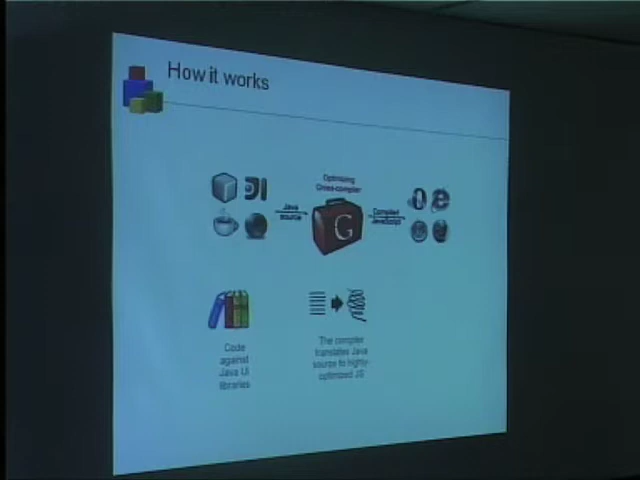 How it works
Optimizing
Cross-compiler
Java
source
G
Compiled
JavaScript
Code
against
Java UI
libraries
The compiler
translates Java
source to highly-
optimized JS